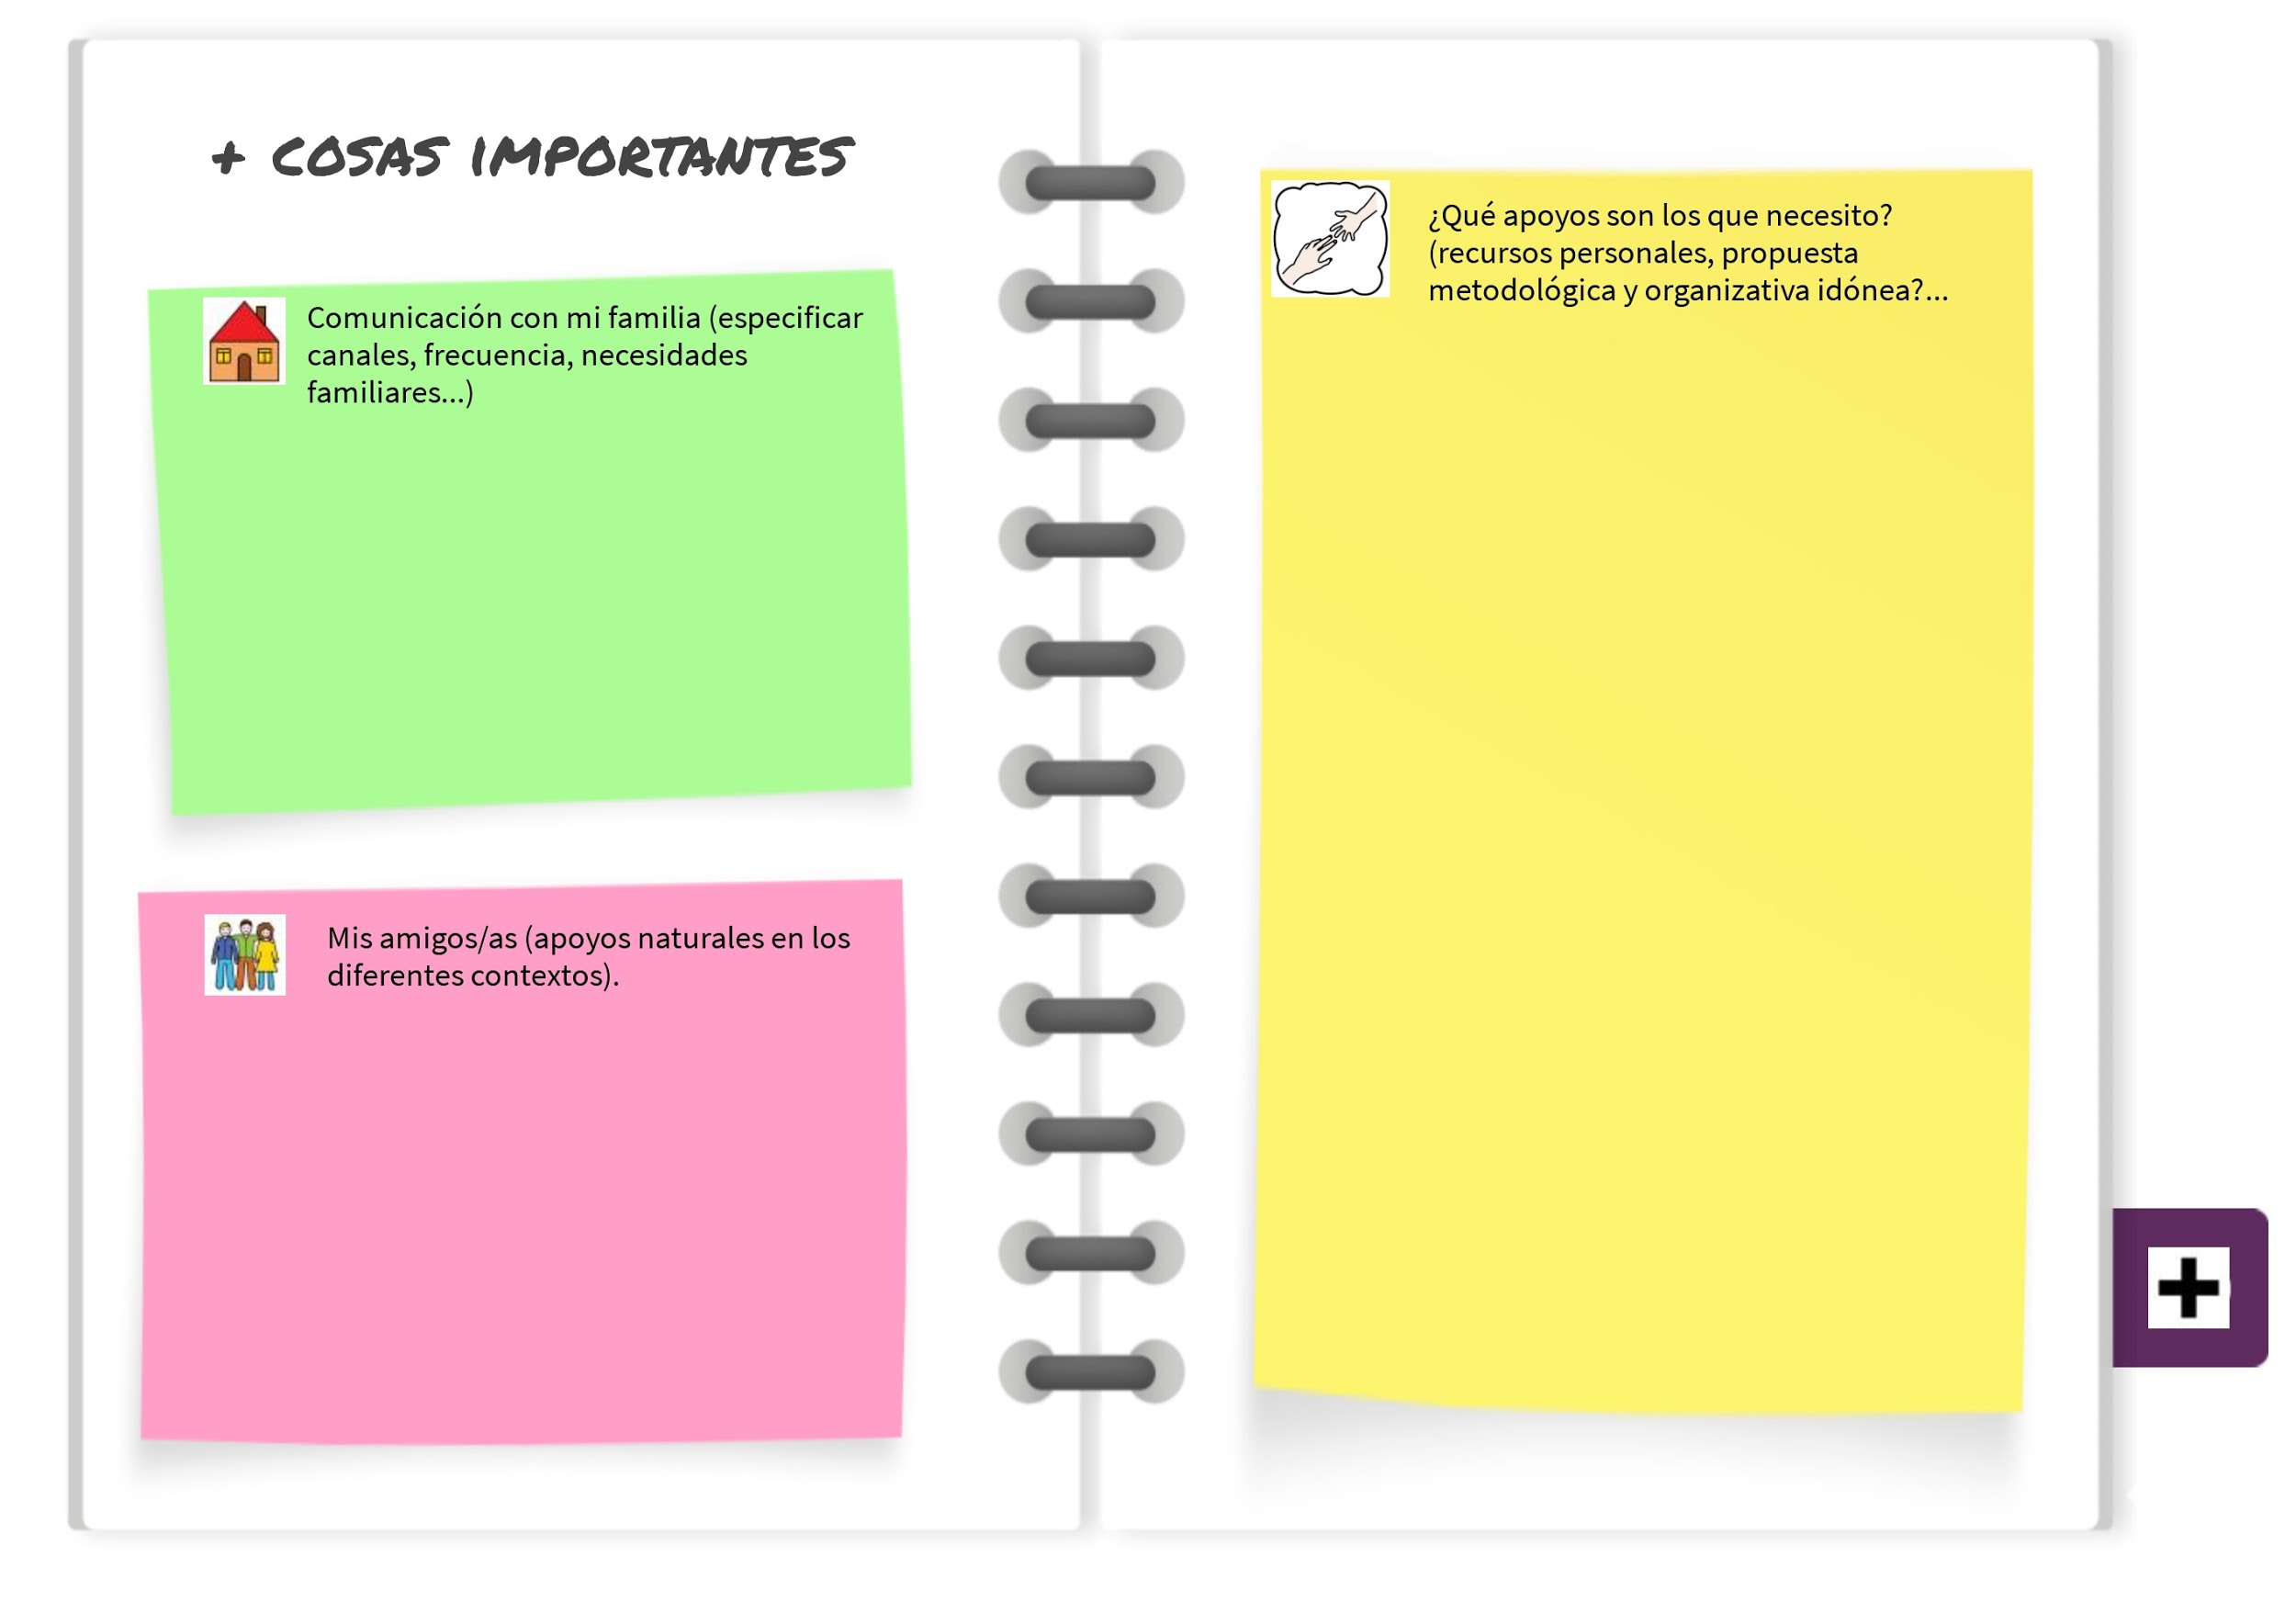 + COSAS IMPORTANTES
Comunicación con mi familia (especificar
canales, frecuencia, necesidades
familiares...)
Mis amigos/as (apoyos naturales en los
diferentes contextos).
¿Qué apoyos son los que necesito?
(recursos personales, propuesta
metodológica y organizativa idónea?...